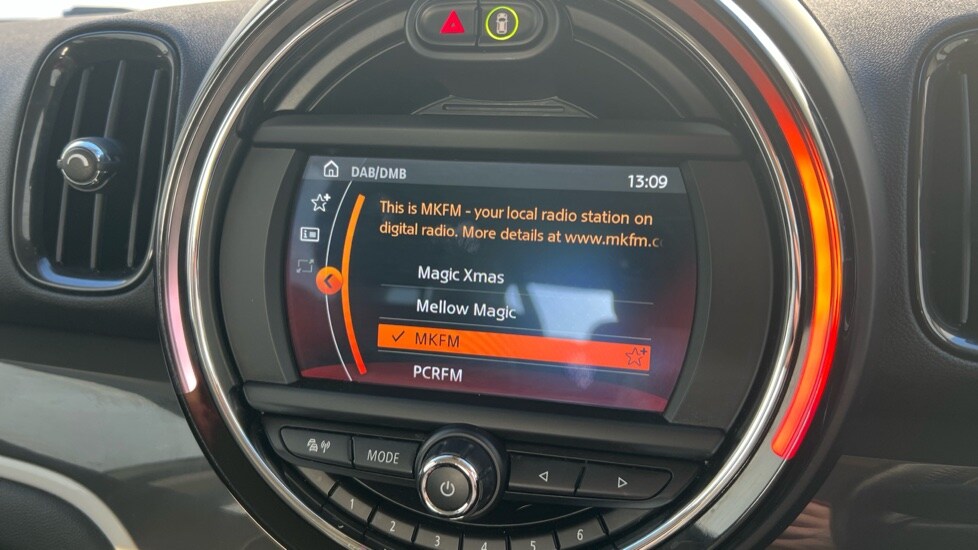 DAB/DMB
13:09
This is MKFM - your local radio station on
digital radio. More details at www.mkfm.c
Magic Xmas
Mellow Magic
MKFM
PCRFM
MODE
1
2
3
4
5
6